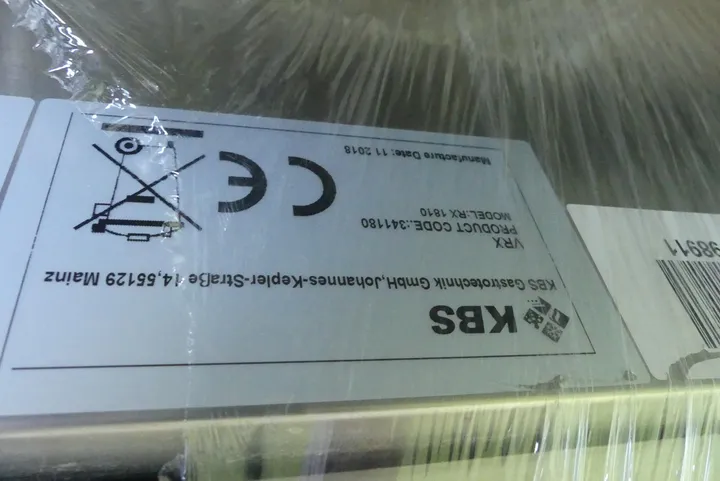 KBS
KBS Gastrotechnik GmbH,Johannes-Kepler-Straße 14,55129 Mainz
VRX
PRODUCT CODE.:341180
MODEL:RX 1810
Manufacture Date: 11 2018
CE
98911